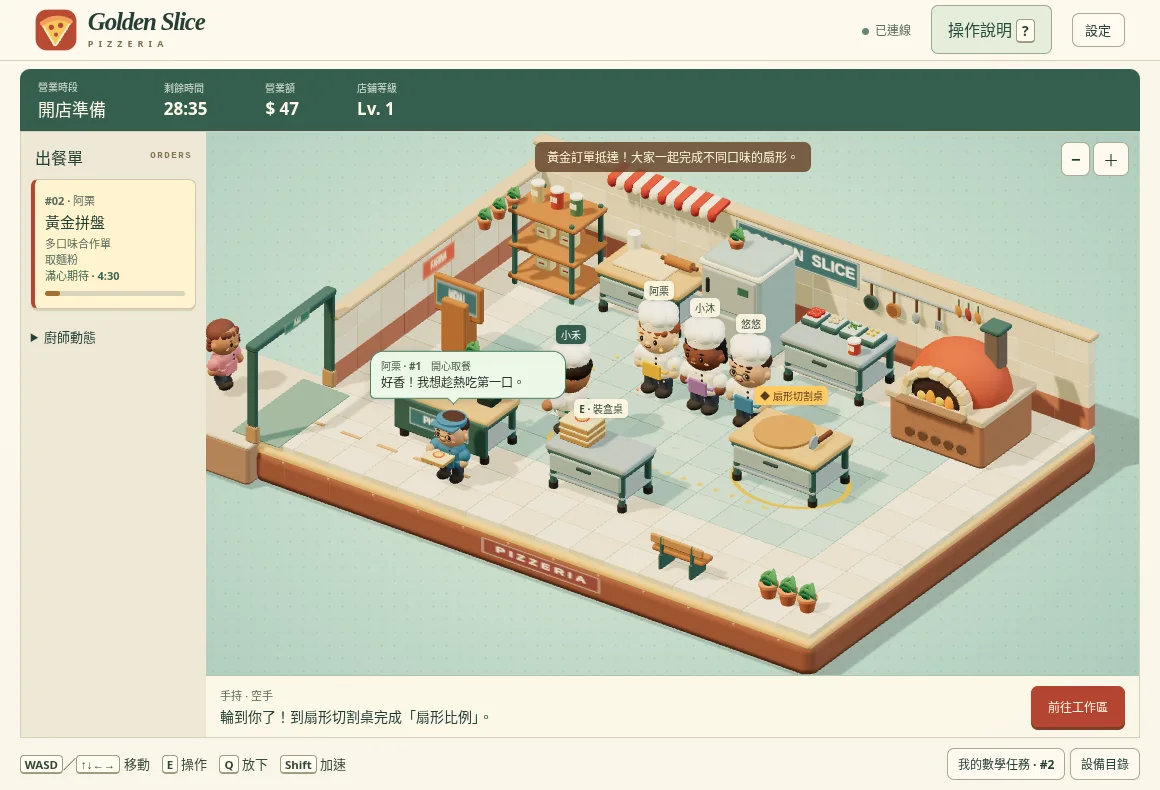 Golden Slice
PIZZERIA
已連線
操作說明 ?
設定
營業時段
開店準備
剩餘時間
28:35
營業額
$ 47
店鋪等級
Lv. 1
出餐單
ORDERS
#02 · 阿栗
黃金拼盤
多口味合作單
取麵粉
滿心期待 · 4:30
▶ 廚師動態
黃金訂單抵達！大家一起完成不同口味的扇形。
−
+
SLICE
阿栗
小沐
悠悠
小禾
阿栗 · #1 開心取餐
好香！我想趁熱吃第一口。
E · 裝盒桌
◆ 扇形切割桌
PIZZERIA
手持 · 空手
輪到你了！到扇形切割桌完成「扇形比例」。
前往工作區
WASD / ↑↓←→ 移動
E 操作
Q 放下
Shift 加速
我的數學任務 · #2
設備目錄